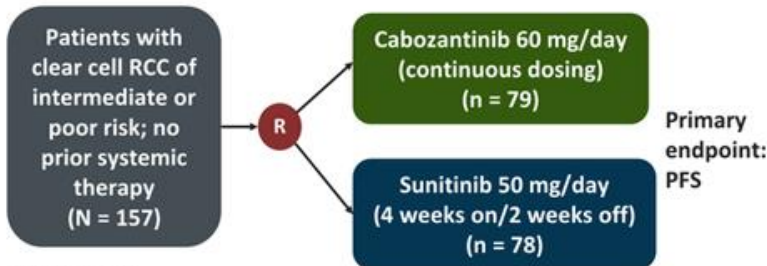 Patients with
clear cell RCC of
intermediate or
poor risk; no
prior systemic
therapy
(N = 157)
R
Cabozantinib 60 mg/day
(continuous dosing)
(n = 79)
Sunitinib 50 mg/day
(4 weeks on/2 weeks off)
(n = 78)
Primary
endpoint:
PFS